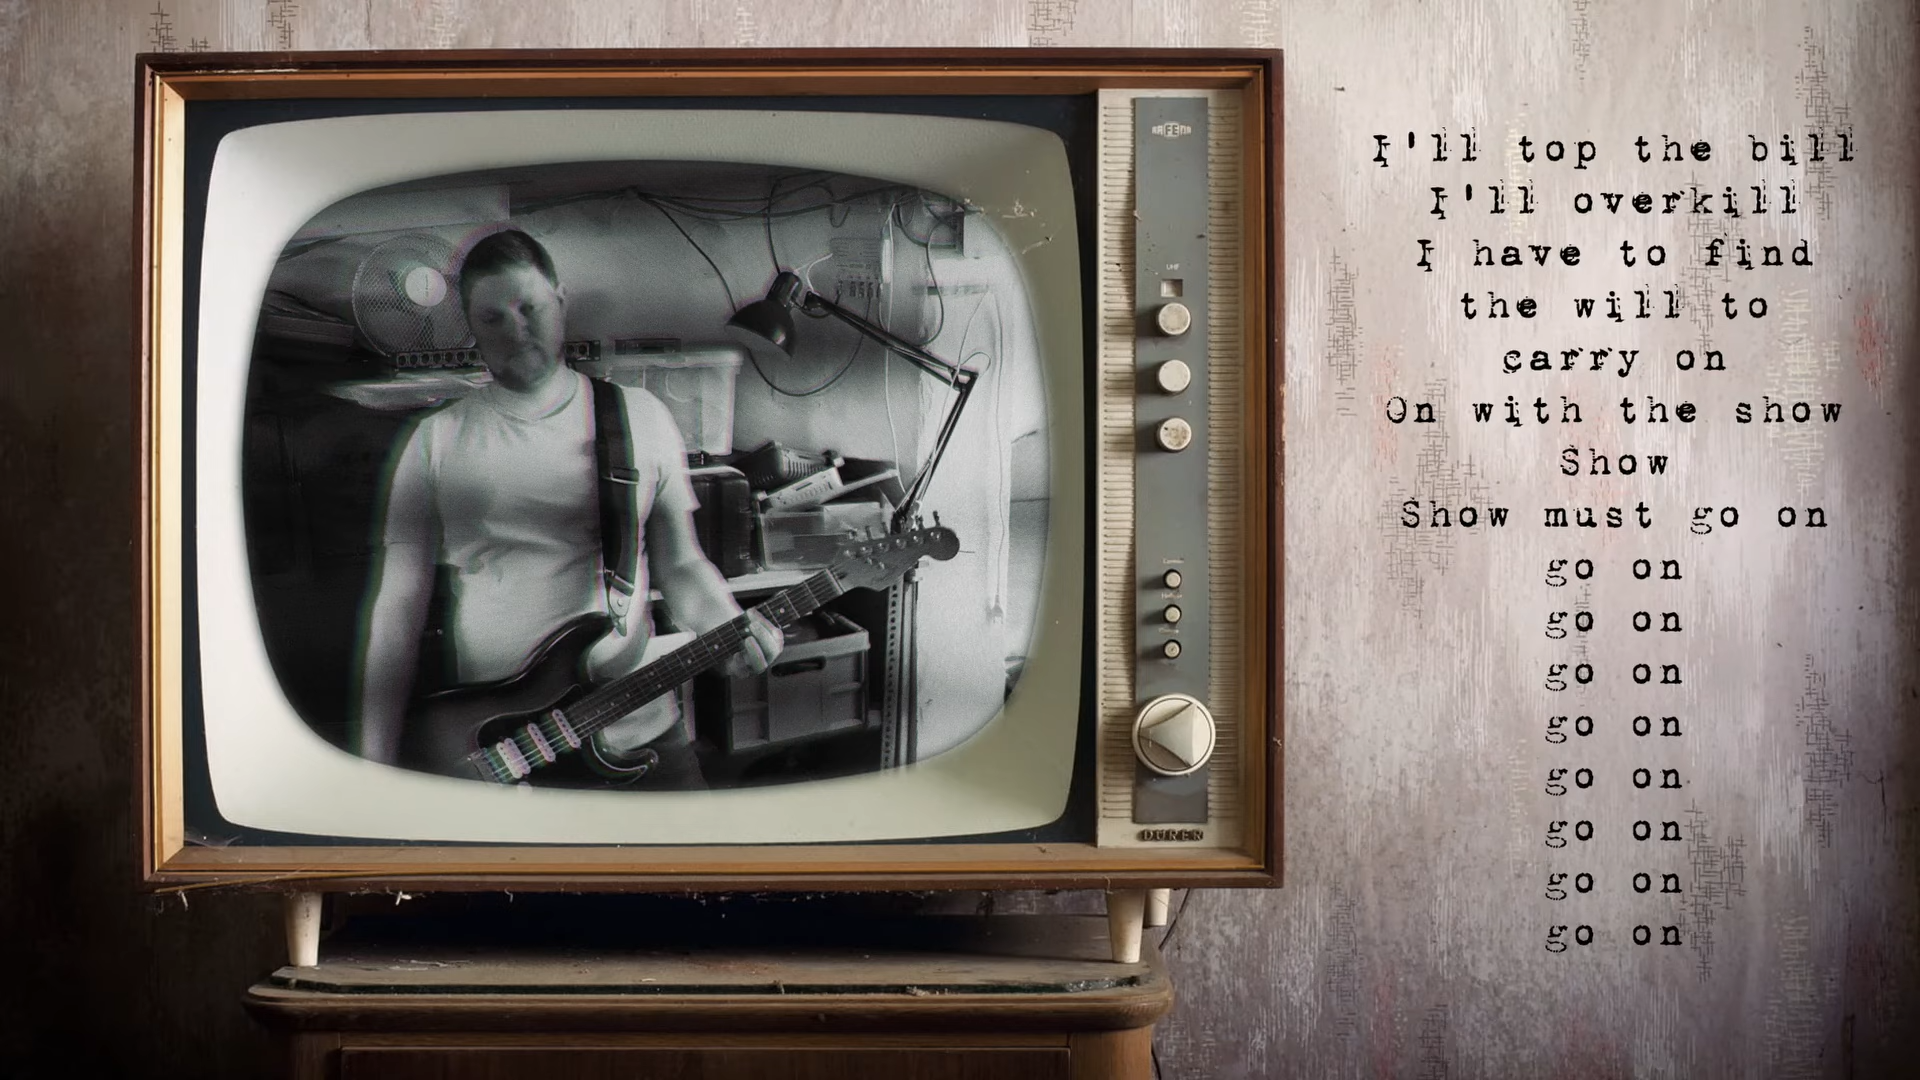 I'll top the bill
I'll overkill
I have to find
the will to
carry on
On with the show
Show
Show must go on
go on
go on
go on
go on
go on
go on
go on
go on
UHF
DÜRER